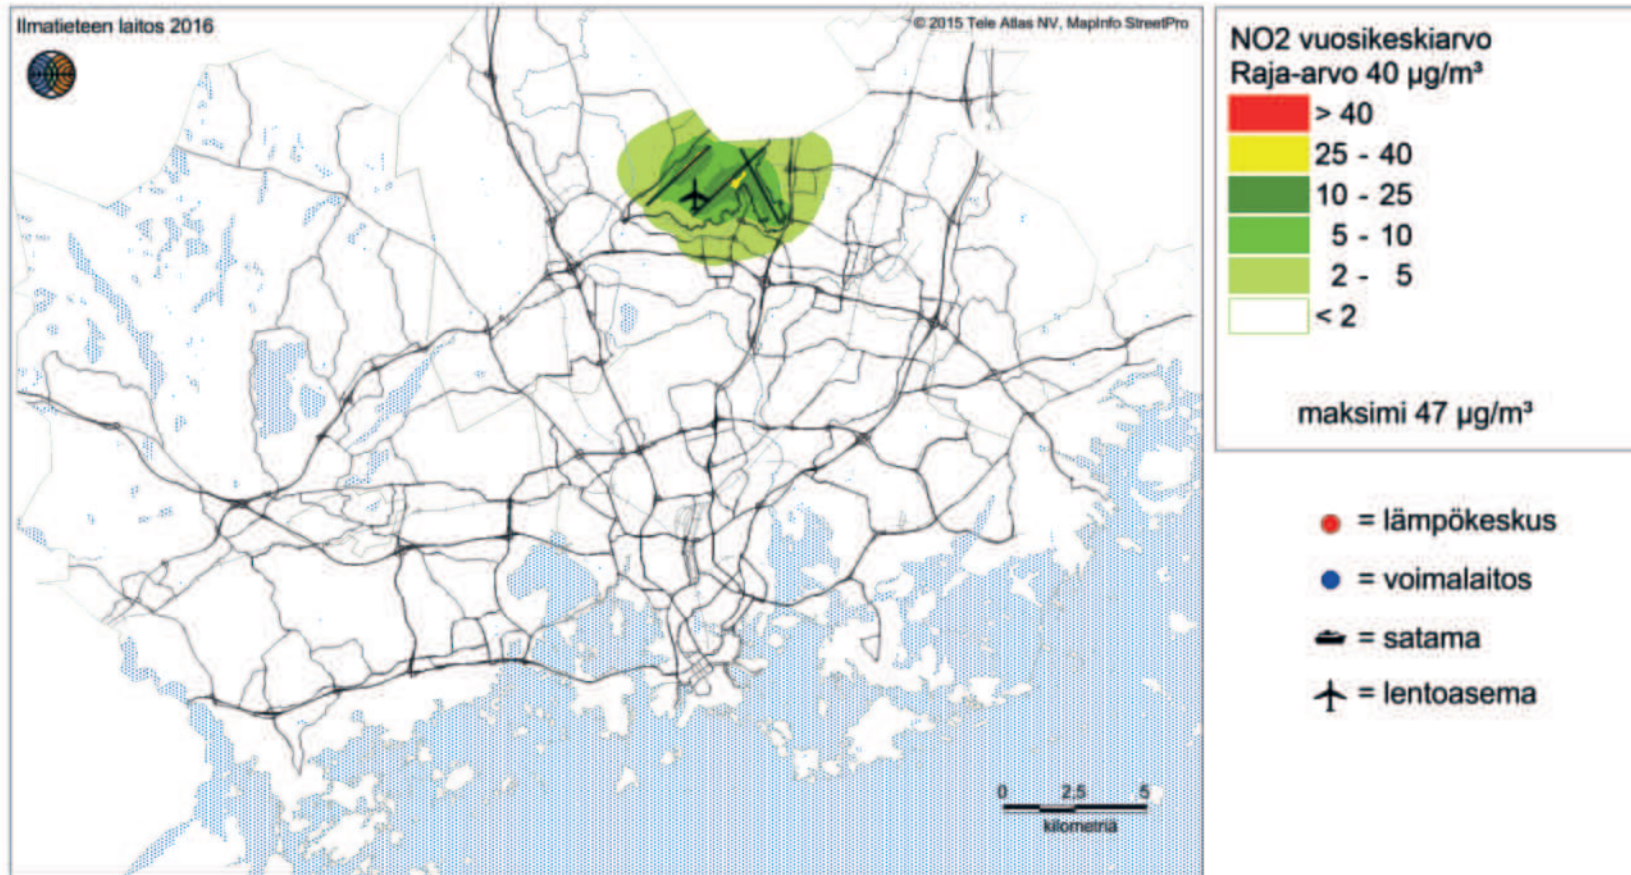 Ilmatieteen laitos 2016
© 2015 Tele Atlas NV, MapInfo StreetPro
NO2 vuosikeskiarvo
Raja-arvo 40 µg/m³
> 40
25 - 40
10 - 25
5 - 10
2 - 5
< 2
maksimi 47 µg/m³
= lämpökeskus
= voimalaitos
= satama
= lentoasema
0 2,5 5
kilometriä